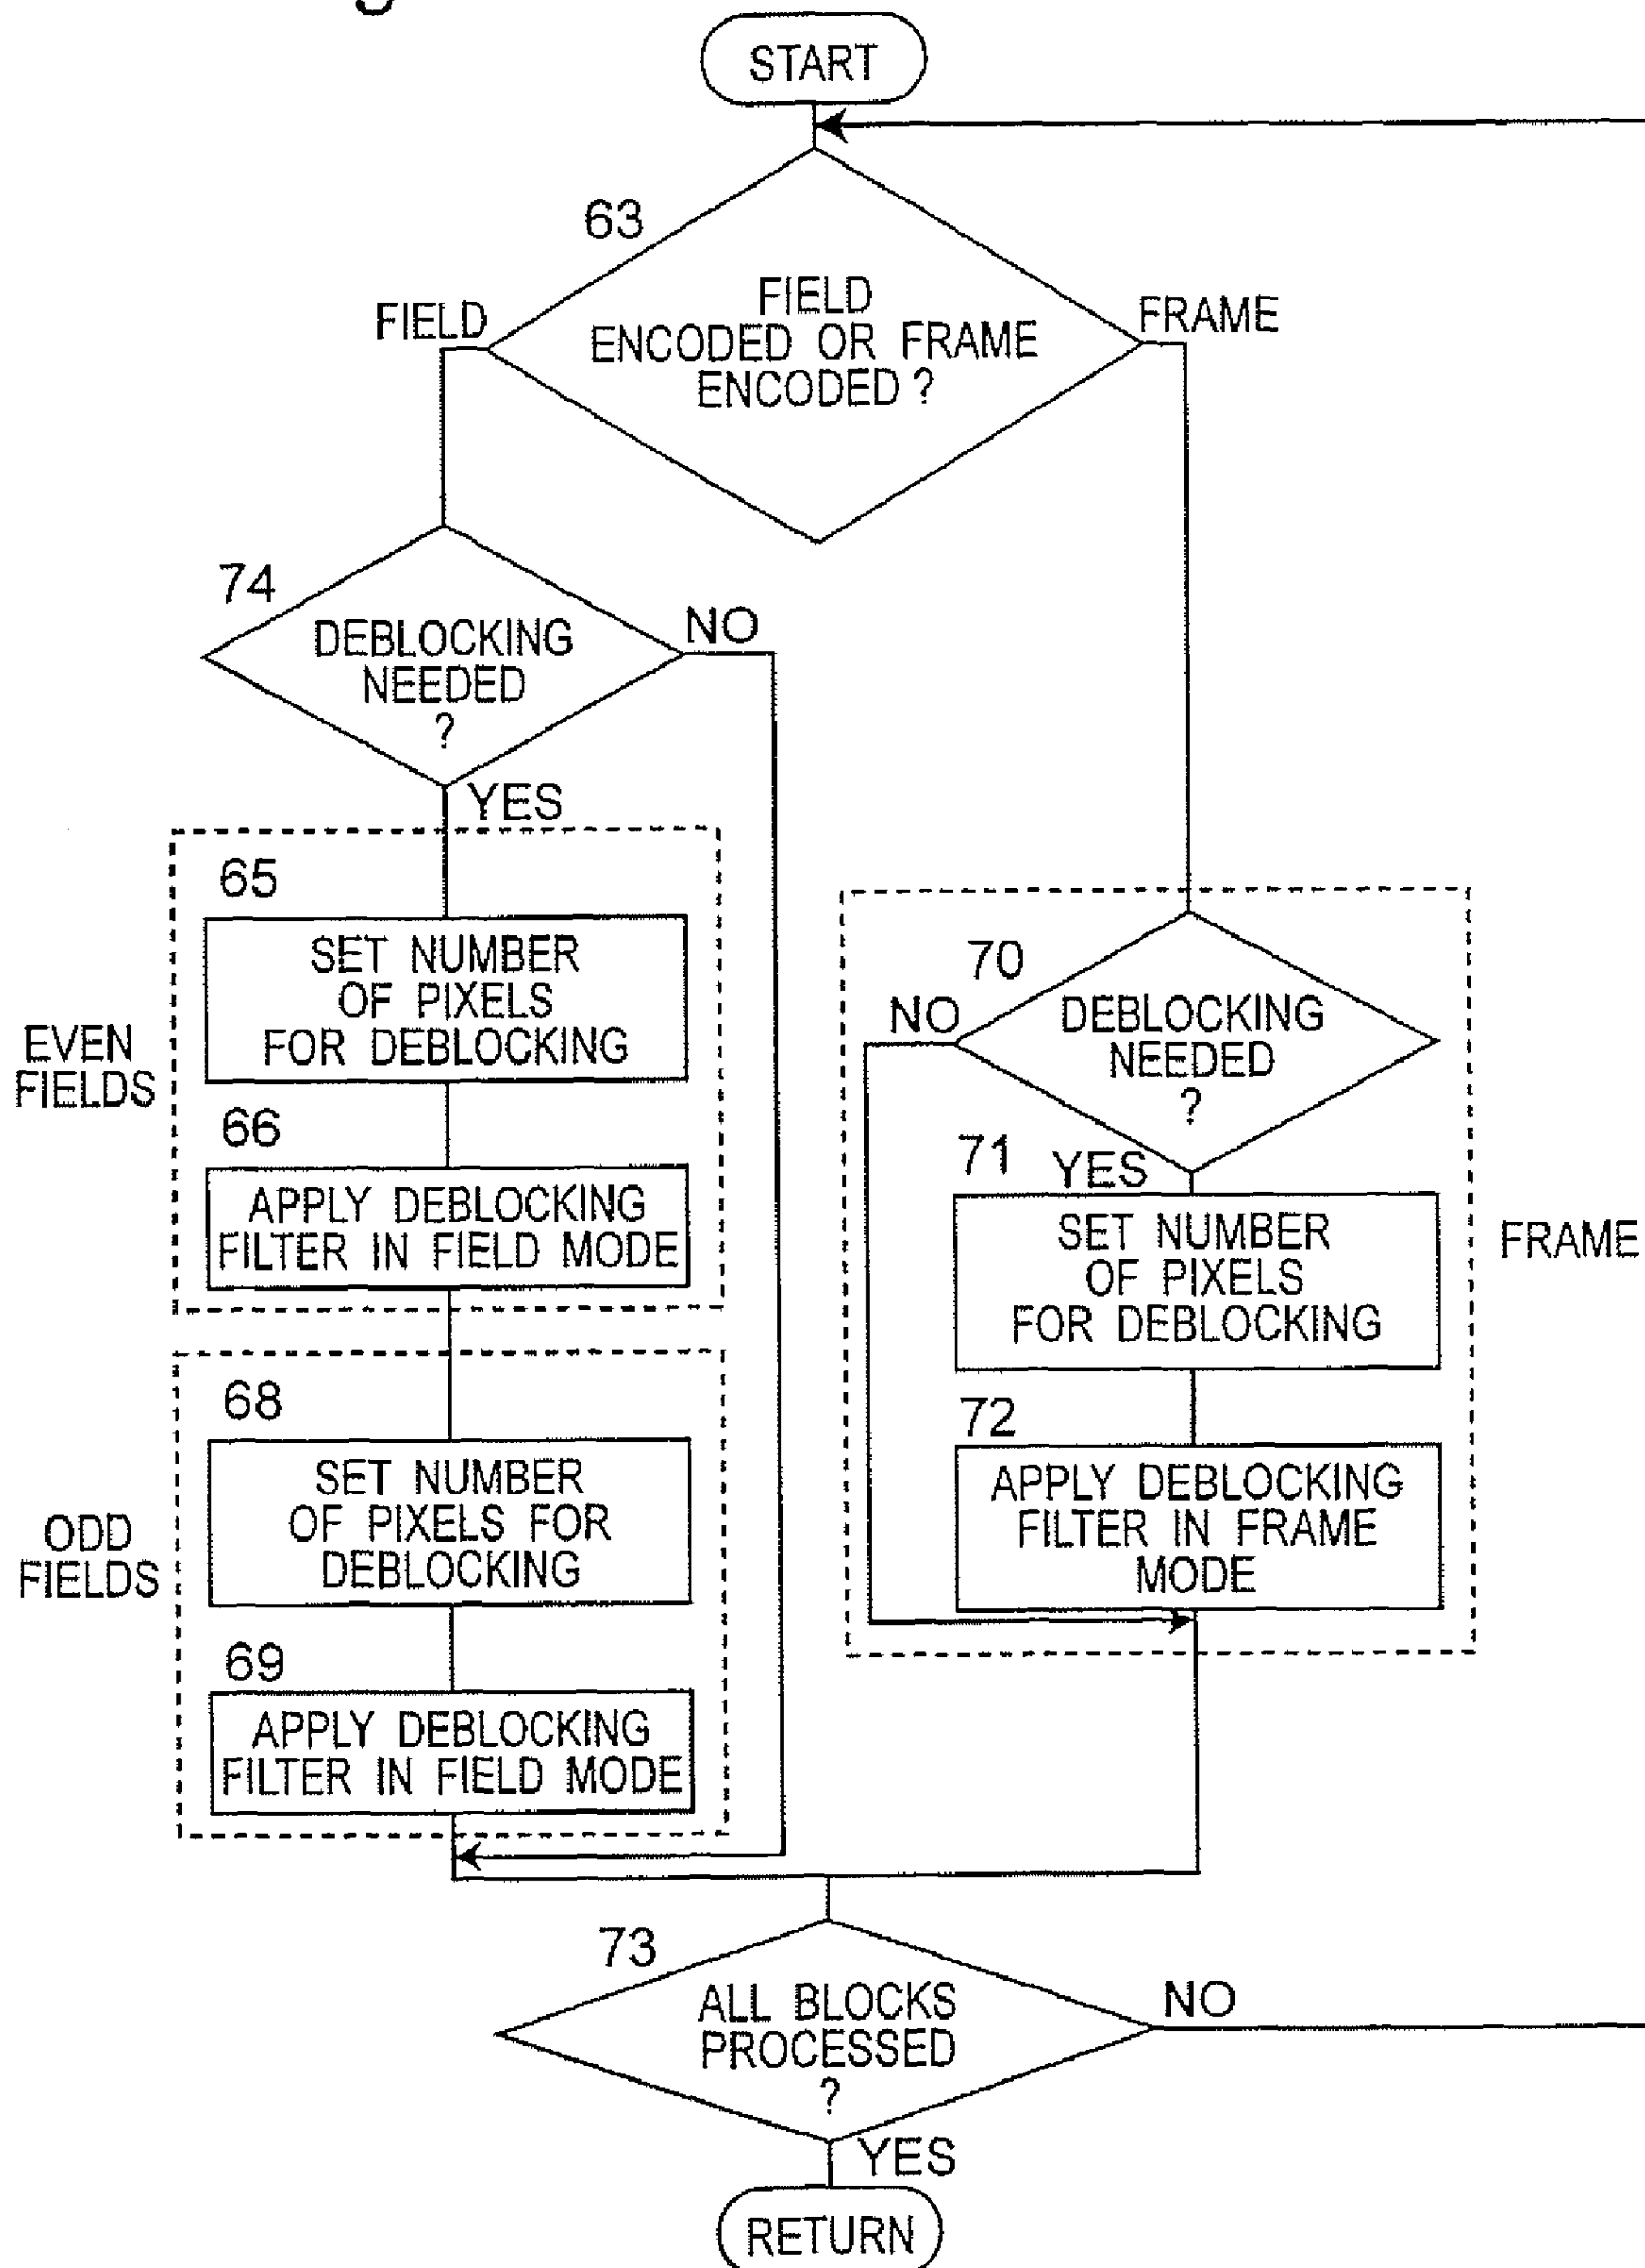 START
63
FIELD
ENCODED OR FRAME
ENCODED ?
FIELD
FRAME
74
DEBLOCKING
NEEDED
?
NO
YES
EVEN
FIELDS
65
SET NUMBER
OF PIXELS
FOR DEBLOCKING
66
APPLY DEBLOCKING
FILTER IN FIELD MODE
ODD
FIELDS
68
SET NUMBER
OF PIXELS FOR
DEBLOCKING
69
APPLY DEBLOCKING
FILTER IN FIELD MODE
70
DEBLOCKING
NEEDED
?
NO
YES
71
SET NUMBER
OF PIXELS
FOR DEBLOCKING
FRAME
72
APPLY DEBLOCKING
FILTER IN FRAME
MODE
73
ALL BLOCKS
PROCESSED
?
NO
YES
RETURN